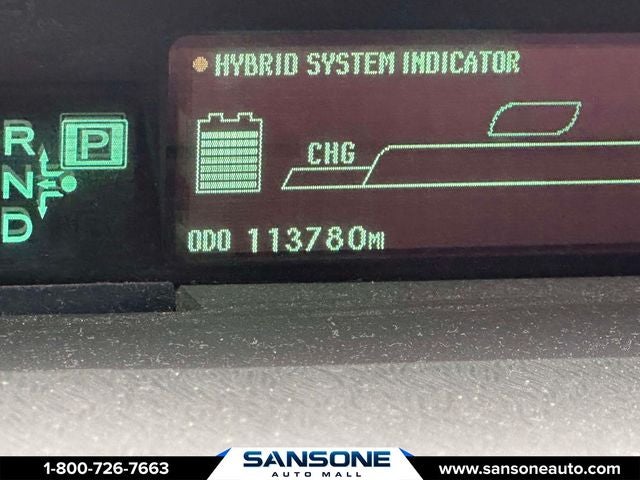 HYBRID SYSTEM INDICATOR
R
P
N
D
CHG
ODO 113780MI
1-800-726-7663
SANSONE
AUTO MALL
www.sansoneauto.com